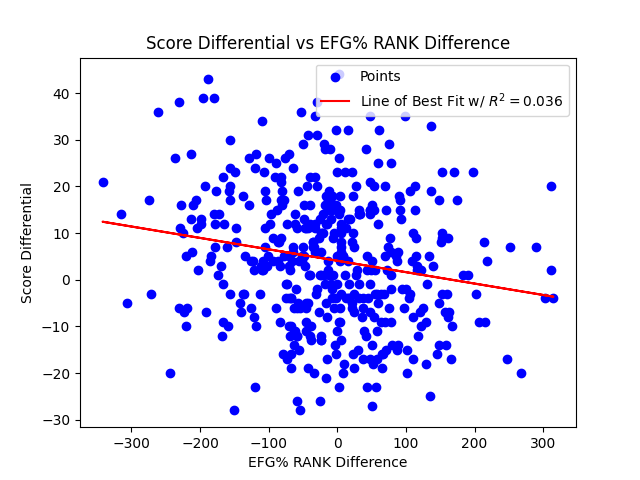 Score Differential vs EFG% RANK Difference
Points
Line of Best Fit w/ R² = 0.036
Score Differential
40
30
20
10
0
−10
−20
−30
−300 −200 −100 0 100 200 300
EFG% RANK Difference